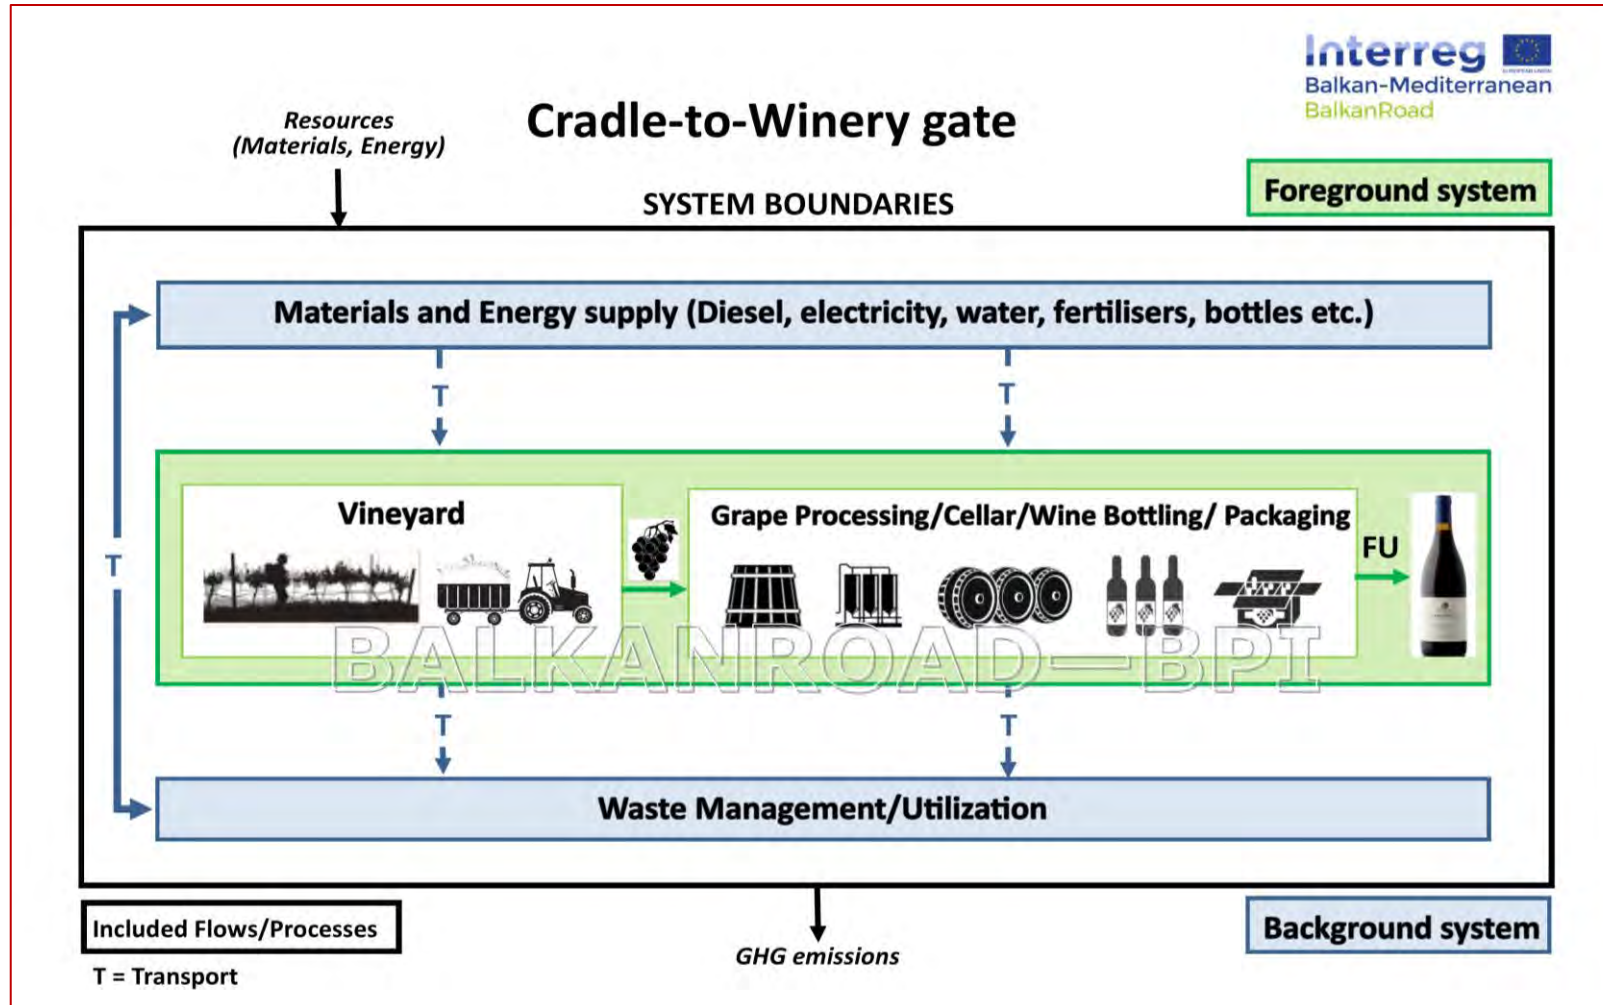 Interreg
EUROPEAN UNION
Balkan-Mediterranean
BalkanRoad
Resources
(Materials, Energy)
Cradle-to-Winery gate
SYSTEM BOUNDARIES
Foreground system
Materials and Energy supply (Diesel, electricity, water, fertilisers, bottles etc.)
T
T
T
Vineyard
Grape Processing/Cellar/Wine Bottling/ Packaging
FU
BALKANROAD—BPI
T
T
Waste Management/Utilization
Included Flows/Processes
T = Transport
GHG emissions
Background system